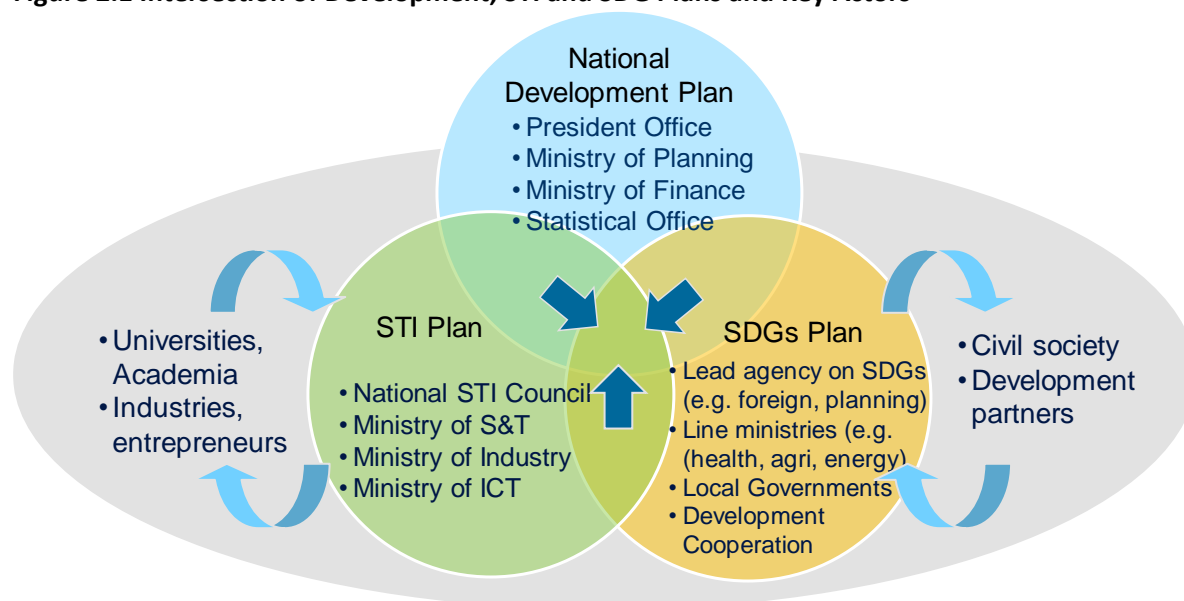 National
Development Plan
• President Office
• Ministry of Planning
• Ministry of Finance
• Statistical Office
STI Plan
• National STI Council
• Ministry of S&T
• Ministry of Industry
• Ministry of ICT
SDGs Plan
• Lead agency on SDGs
(e.g. foreign, planning)
• Line ministries (e.g.
(health, agri, energy)
• Local Governments
• Development
Cooperation
• Universities,
Academia
• Industries,
entrepreneurs
• Civil society
• Development
partners